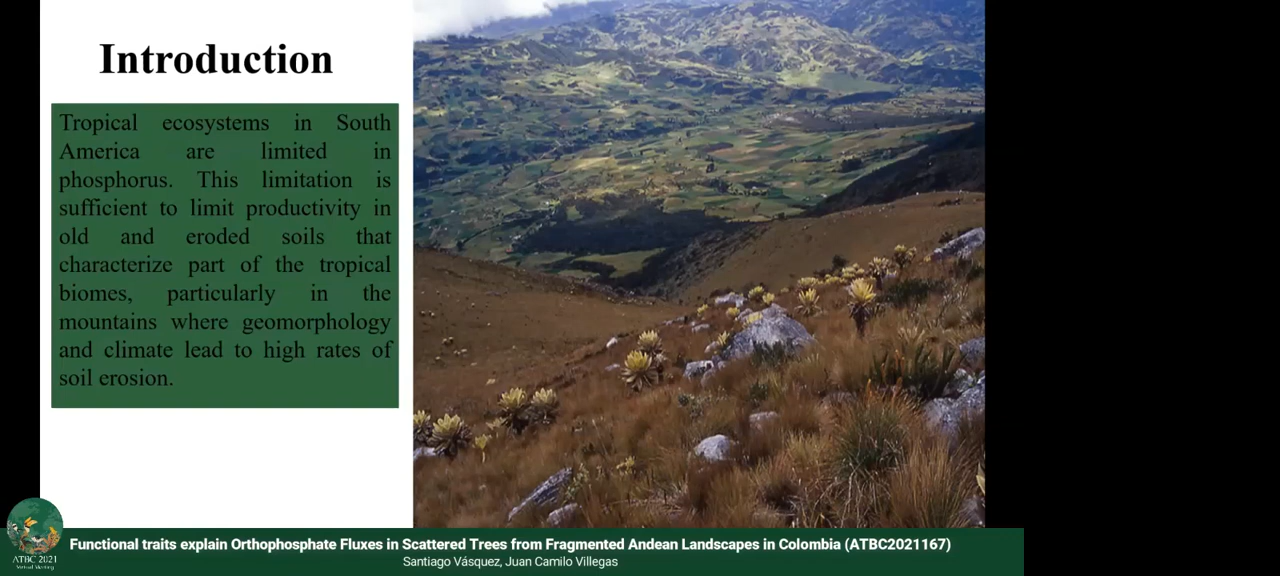 Introduction
Tropical ecosystems in South
America are limited in
phosphorus. This limitation is
sufficient to limit productivity in
old and eroded soils that
characterize part of the tropical
biomes, particularly in the
mountains where geomorphology
and climate lead to high rates of
soil erosion.
ATBC 2021
Virtual Meeting
Functional traits explain Orthophosphate Fluxes in Scattered Trees from Fragmented Andean Landscapes in Colombia (ATBC2021167)
Santiago Vásquez, Juan Camilo Villegas